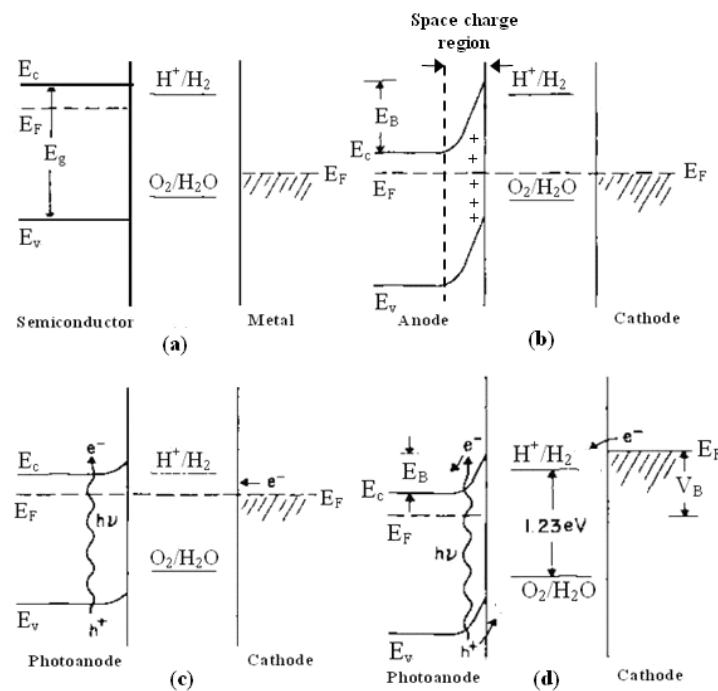 E_c
H⁺/H₂
E_F
E_g
O₂/H₂O
E_F
E_v
Semiconductor
Metal
(a)
Space charge
region
H⁺/H₂
E_B
E_c
+
+
E_F
E_F
+
O₂/H₂O
+
+
+
E_v
Anode
Cathode
(b)
e⁻
E_c
H⁺/H₂
e⁻
E_F
E_F
hν
O₂/H₂O
E_v
h⁺
Photoanode
Cathode
(c)
e⁻
H⁺/H₂
e⁻
E_F
E_B
E_c
V_B
E_F
1.23eV
hν
O₂/H₂O
E_v
h⁺
Photoanode
Cathode
(d)